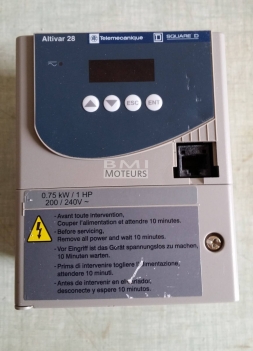 Altivar 28 Telemecanique SQUARE D
ESC ENT
BMI
MOTEURS
0.75 kW / 1 HP
200 / 240V ~
- Avant toute intervention,
Couper l'alimentation et attendre 10 minutes.
- Before servicing,
Remove all power and wait 10 minutes.
- Vor Eingriff ist das Gerät spannungslos zu machen,
10 Minuten warten.
- Prima di intervenire togliere l'alimentazione,
attendere 10 minuti.
- Antes de intervenir en el variador,
desconecte y espere 10 minutos.